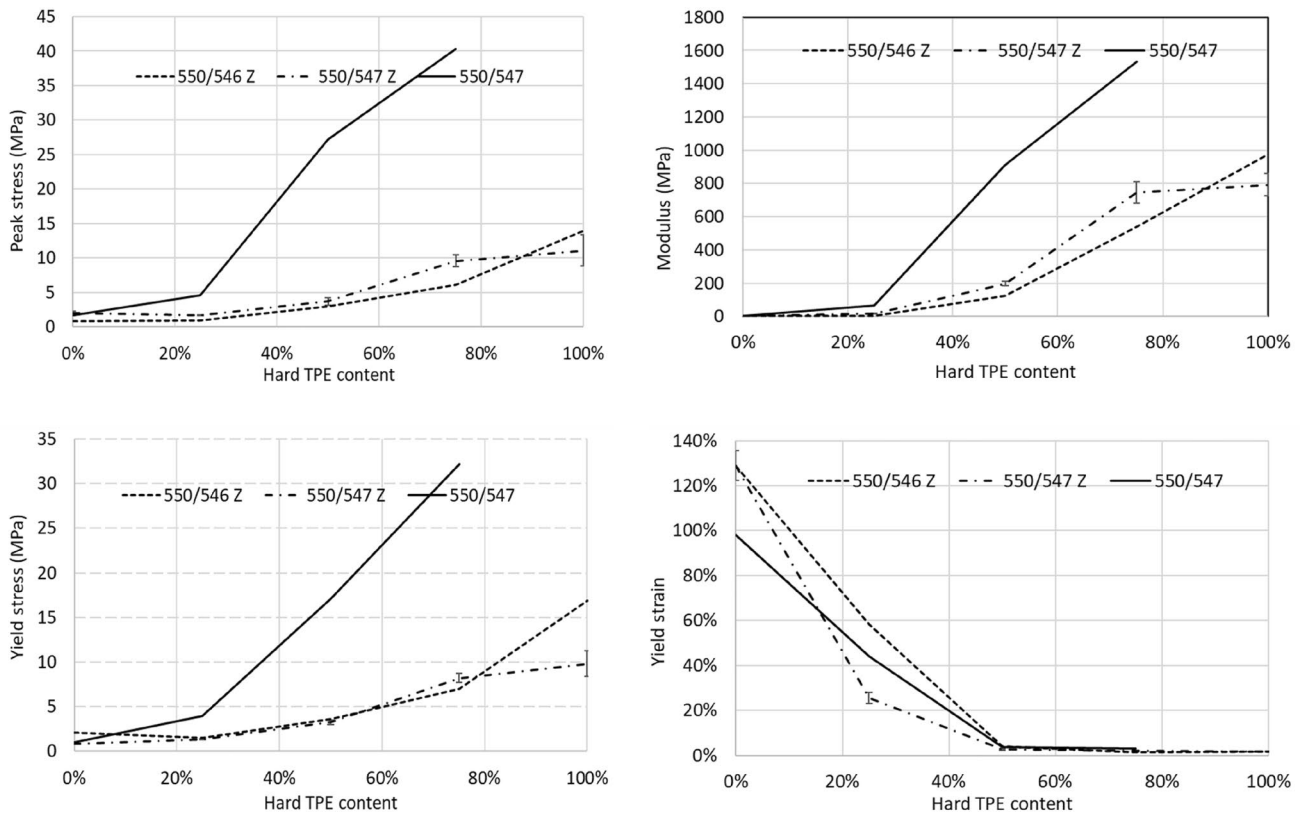 45
40
35
30
25
20
15
10
5
0
Peak stress (MPa)
550/546 Z 550/547 Z 550/547
0% 20% 40% 60% 80% 100%
Hard TPE content
1800
1600
1400
1200
1000
800
600
400
200
0
Modulus (MPa)
550/546 Z 550/547 Z 550/547
0% 20% 40% 60% 80% 100%
Hard TPE content
35
30
25
20
15
10
5
0
Yield stress (MPa)
550/546 Z 550/547 Z 550/547
0% 20% 40% 60% 80% 100%
Hard TPE content
140%
120%
100%
80%
60%
40%
20%
0%
Yield strain
550/546 Z 550/547 Z 550/547
0% 20% 40% 60% 80% 100%
Hard TPE content